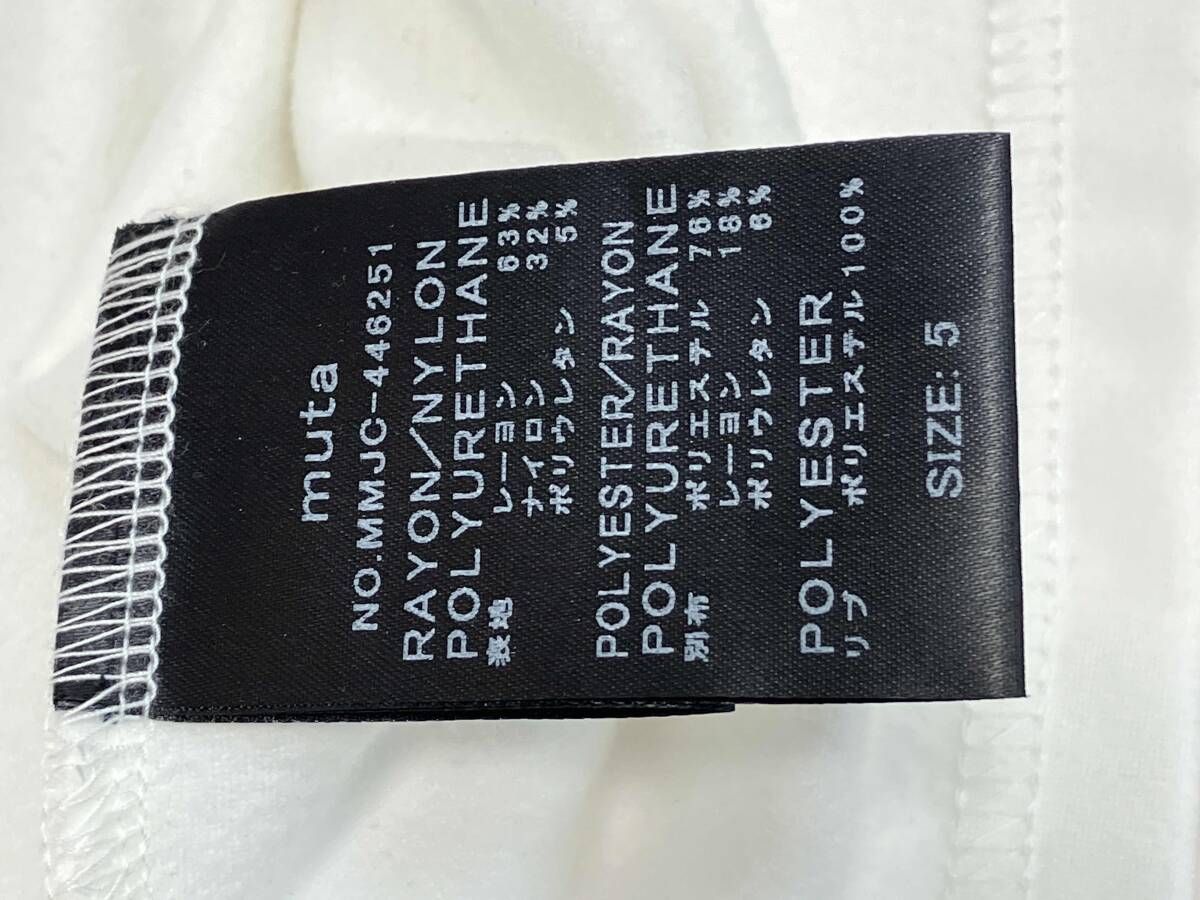 muta
NO.MMJC-446251
RAYON/NYLON
POLYURETHANE
表地 レーヨン 63%
ナイロン 32%
ポリウレタン 5%
POLYESTER/RAYON
POLYURETHANE
別布 ポリエステル 76%
レーヨン 18%
ポリウレタン 6%
POLYESTER
リブ ポリエステル 100%
SIZE: 5